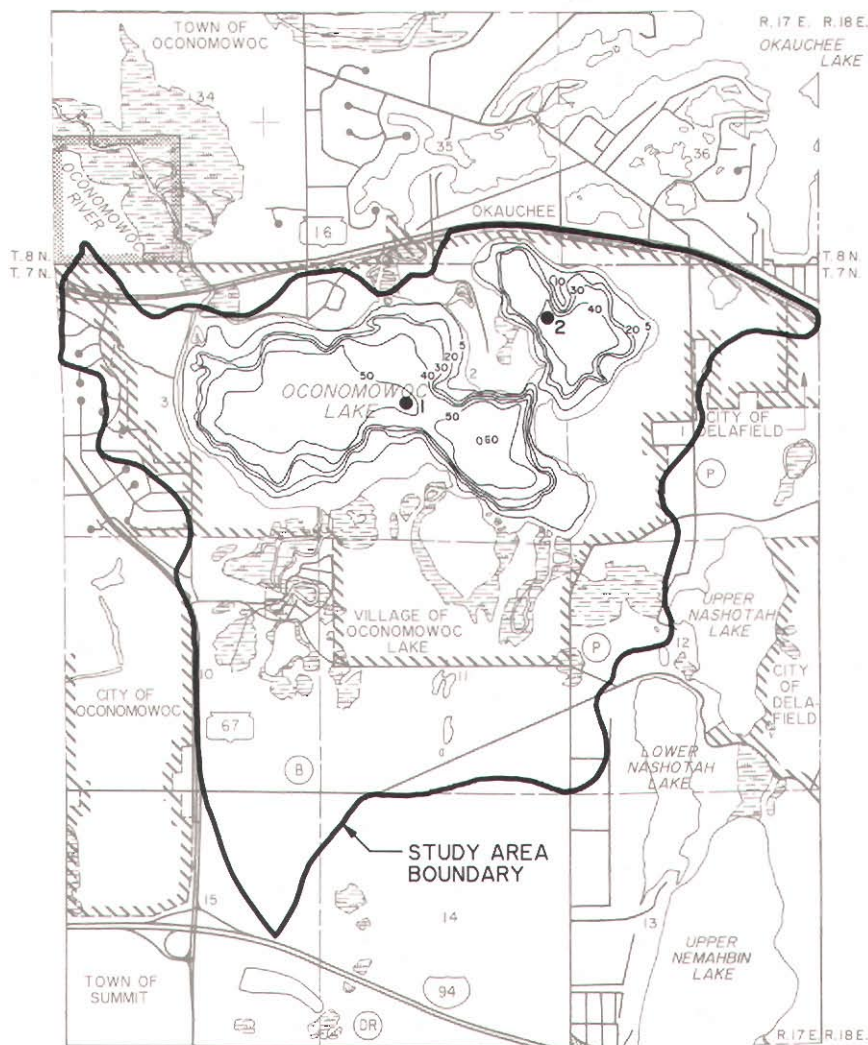 TOWN OF
OCONOMOWOC
R. 17 E. R. 18 E.
OKAUCHEE
LAKE
34
35
36
OCONOMOWOC
RIVER
16
OKAUCHEE
T. 8 N.
T. 7 N.
T. 8 N.
T. 7 N.
10
30
40
20
5
2
5
20
30
40
50
2
3
OCONOMOWOC
LAKE
1
50
60
CITY OF
DELAFIELD
1
P
VILLAGE OF
OCONOMOWOC
LAKE
UPPER
NASHOTAH
LAKE
P
12
10
11
CITY OF
OCONOMOWOC
CITY
OF
DELA-
FIELD
67
B
LOWER
NASHOTAH
LAKE
STUDY AREA
BOUNDARY
15
14
13
UPPER
NEMAHBIN
LAKE
TOWN OF
SUMMIT
94
DR
R. 17 E. R. 18 E.